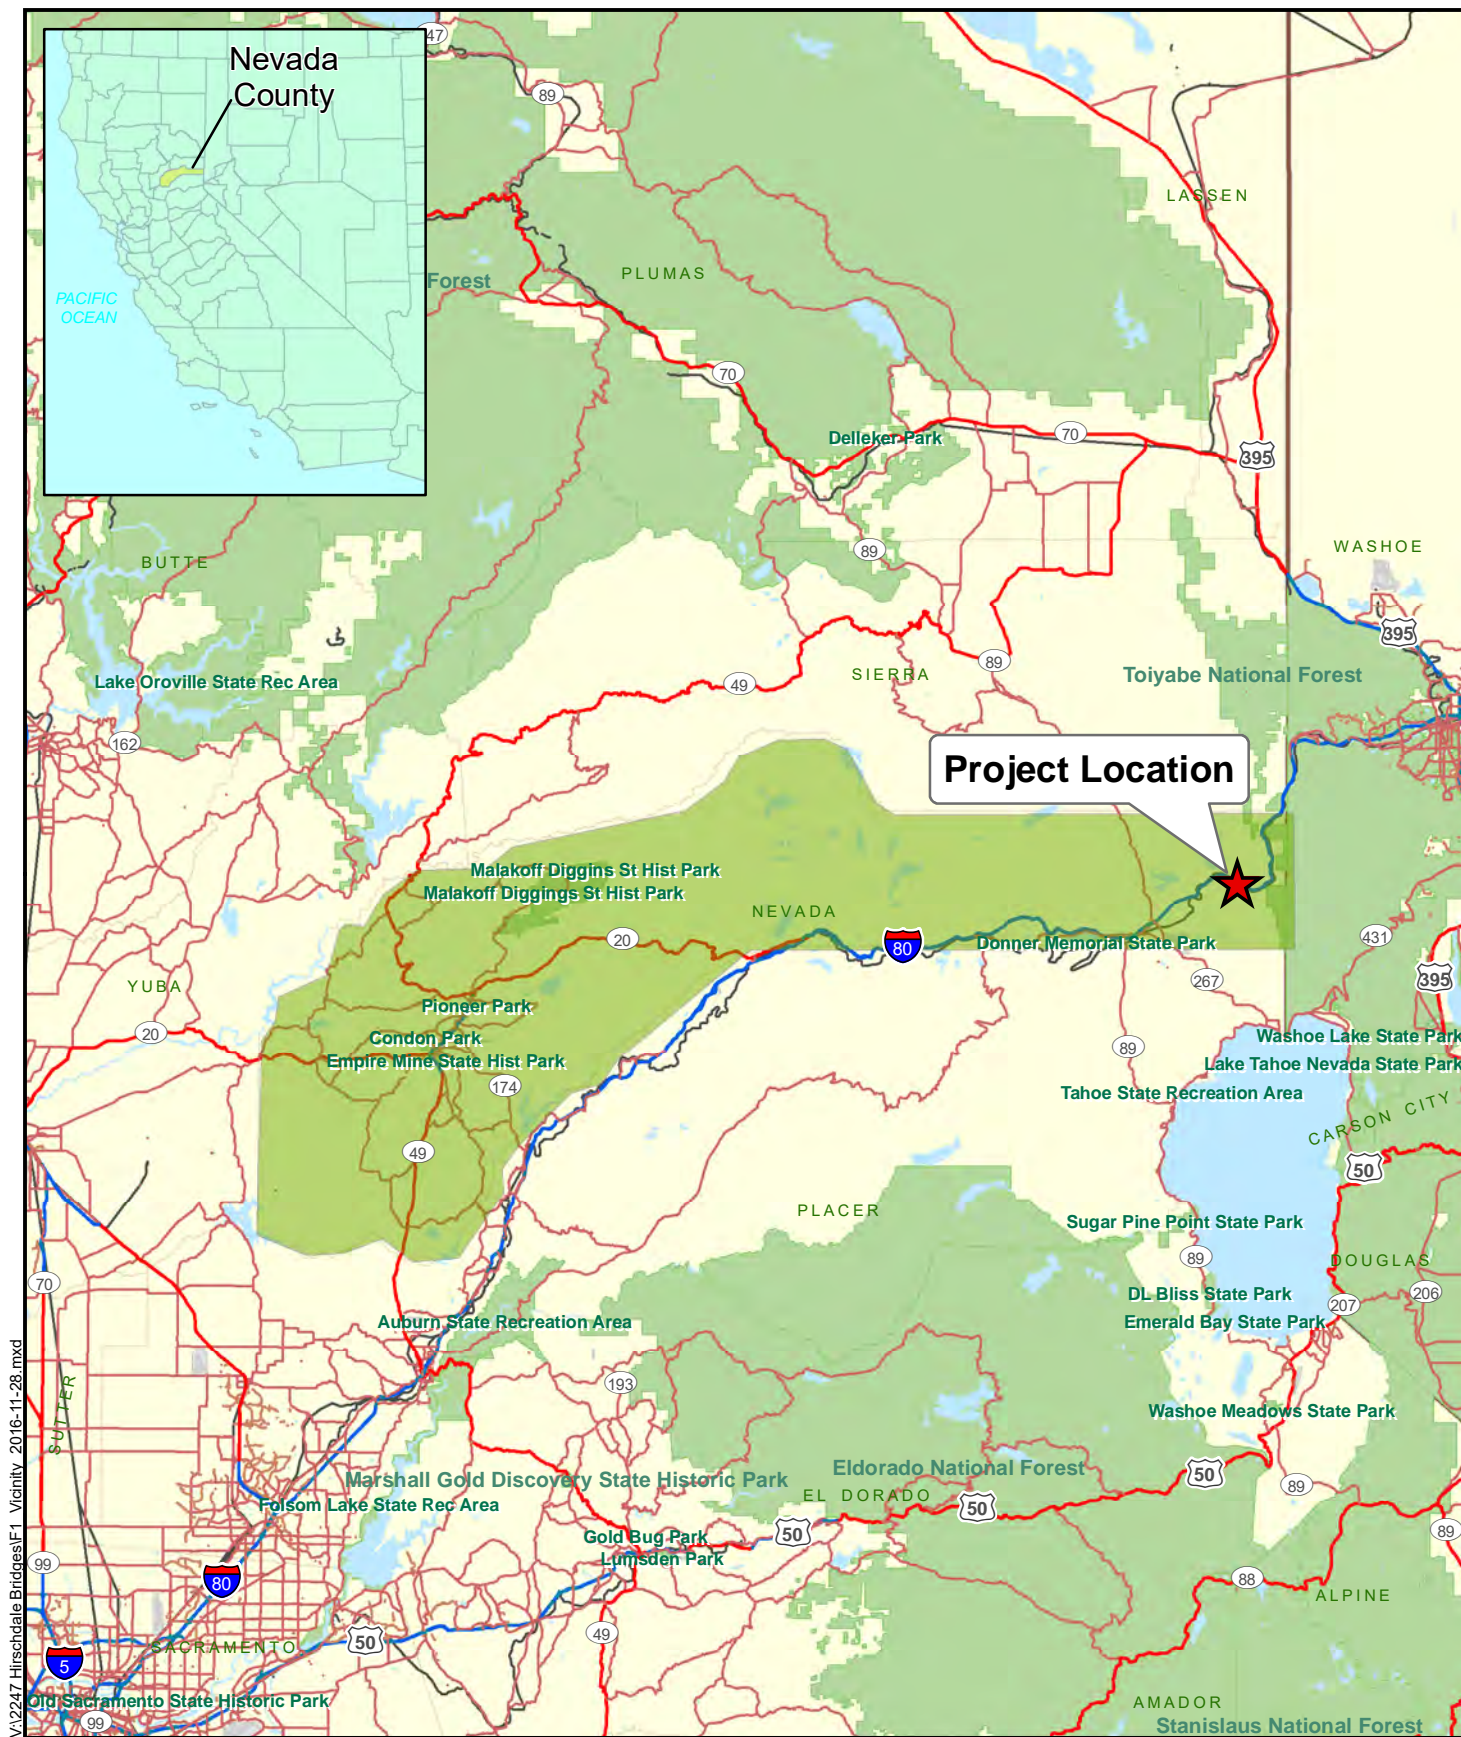 Nevada
County
PACIFIC
OCEAN
47
89
LASSEN
Forest
PLUMAS
70
Delleker Park
70
395
BUTTE
89
WASHOE
395
Lake Oroville State Rec Area
49
SIERRA
89
Toiyabe National Forest
162
Project Location
Malakoff Diggins St Hist Park
Malakoff Diggings St Hist Park
NEVADA
20
80
Donner Memorial State Park
431
267
395
YUBA
Pioneer Park
20
Condon Park
Empire Mine State Hist Park
174
89
Washoe Lake State Park
Lake Tahoe Nevada State Park
Tahoe State Recreation Area
CARSON CITY
49
50
PLACER
Sugar Pine Point State Park
89
DOUGLAS
70
DL Bliss State Park
207
206
Auburn State Recreation Area
Emerald Bay State Park
193
SUTTER
Washoe Meadows State Park
Marshall Gold Discovery State Historic Park
Eldorado National Forest
50
89
Folsom Lake State Rec Area
EL DORADO
50
50
Gold Bug Park
Lumsden Park
89
99
80
88
ALPINE
SACRAMENTO
50
49
5
Old Sacramento State Historic Park
99
AMADOR
Stanislaus National Forest
V:\2247 Hirschdale Bridges\F1_Vicinity_2016-11-28.mxd